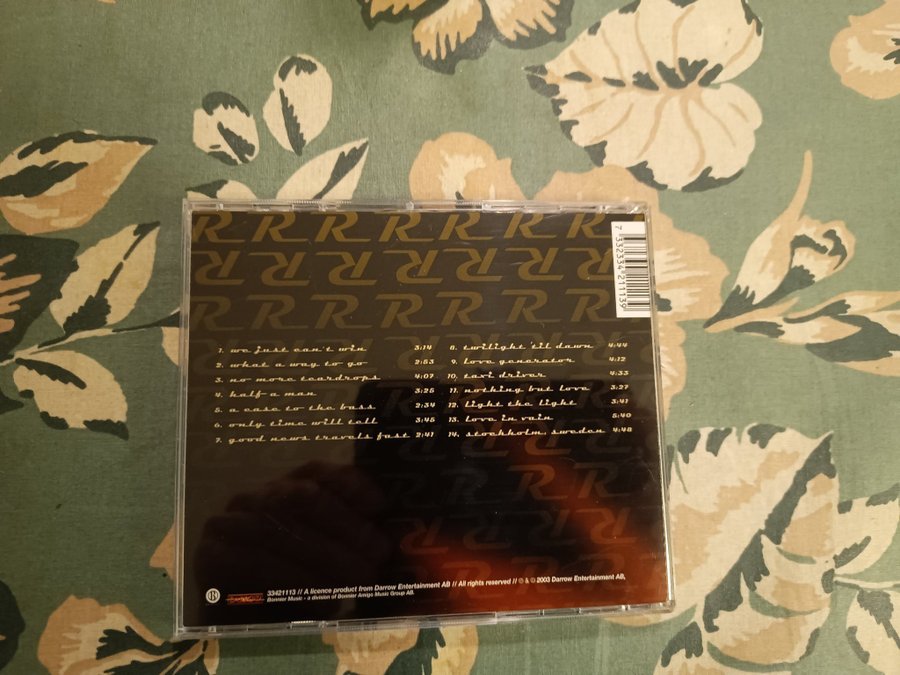 R R R R R R R
R R R R R R R
R R R R R R R
7 332334 211139
1. we just can't win 3:14
2. what a way to go 2:53
3. no more teardrops 4:07
4. half a man 3:25
5. a ease to the bass 2:34
6. only time will tell 3:45
7. good news travels fast 2:41
8. twilight 'til dawn 4:44
9. love generator 4:12
10. taxi driver 4:33
11. nothing but love 3:27
12. light the light 3:41
13. love in vain 5:40
14. stockholm, sweden 4:48
33421113 // A licence product from Darrow Entertainment AB // All rights reserved // ℗ & © 2003 Darrow Entertainment AB,
Bonnier Music - a division of Bonnier Amigo Music Group AB.